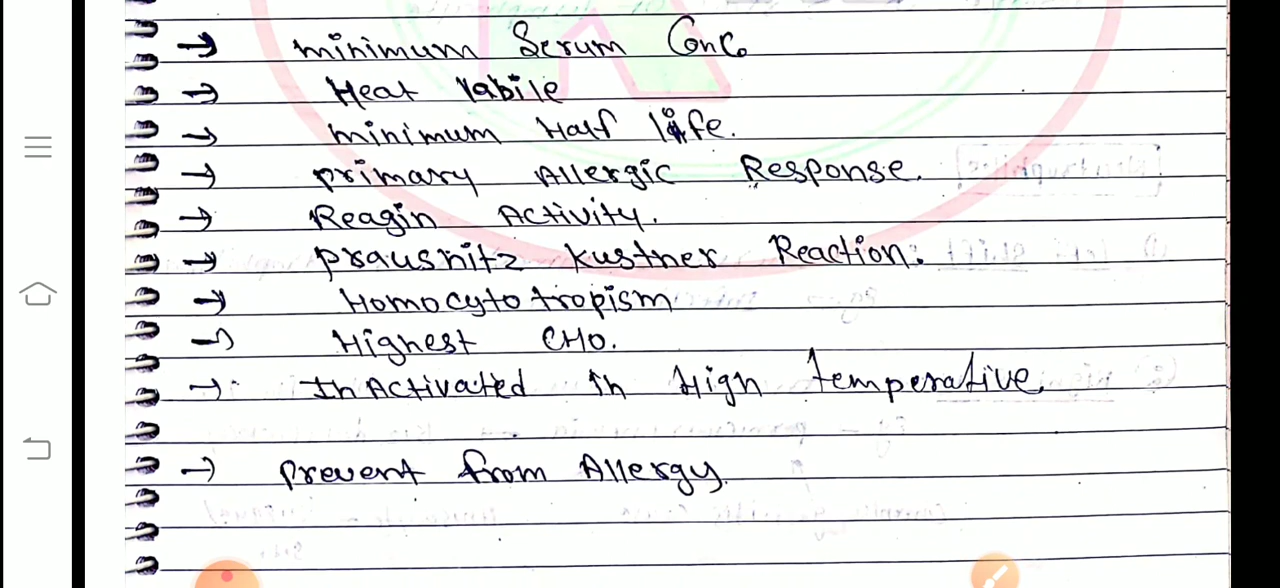 → minimum Serum Conc
→ Heat labile
→ minimum Half life.
→ primary Allergic Response.
→ Reagin Activity.
→ prausnitz kustner Reaction.
→ Homocytotropism
→ Highest CHO.
→ InActivated in High temperative.
→ prevent from Allergy.